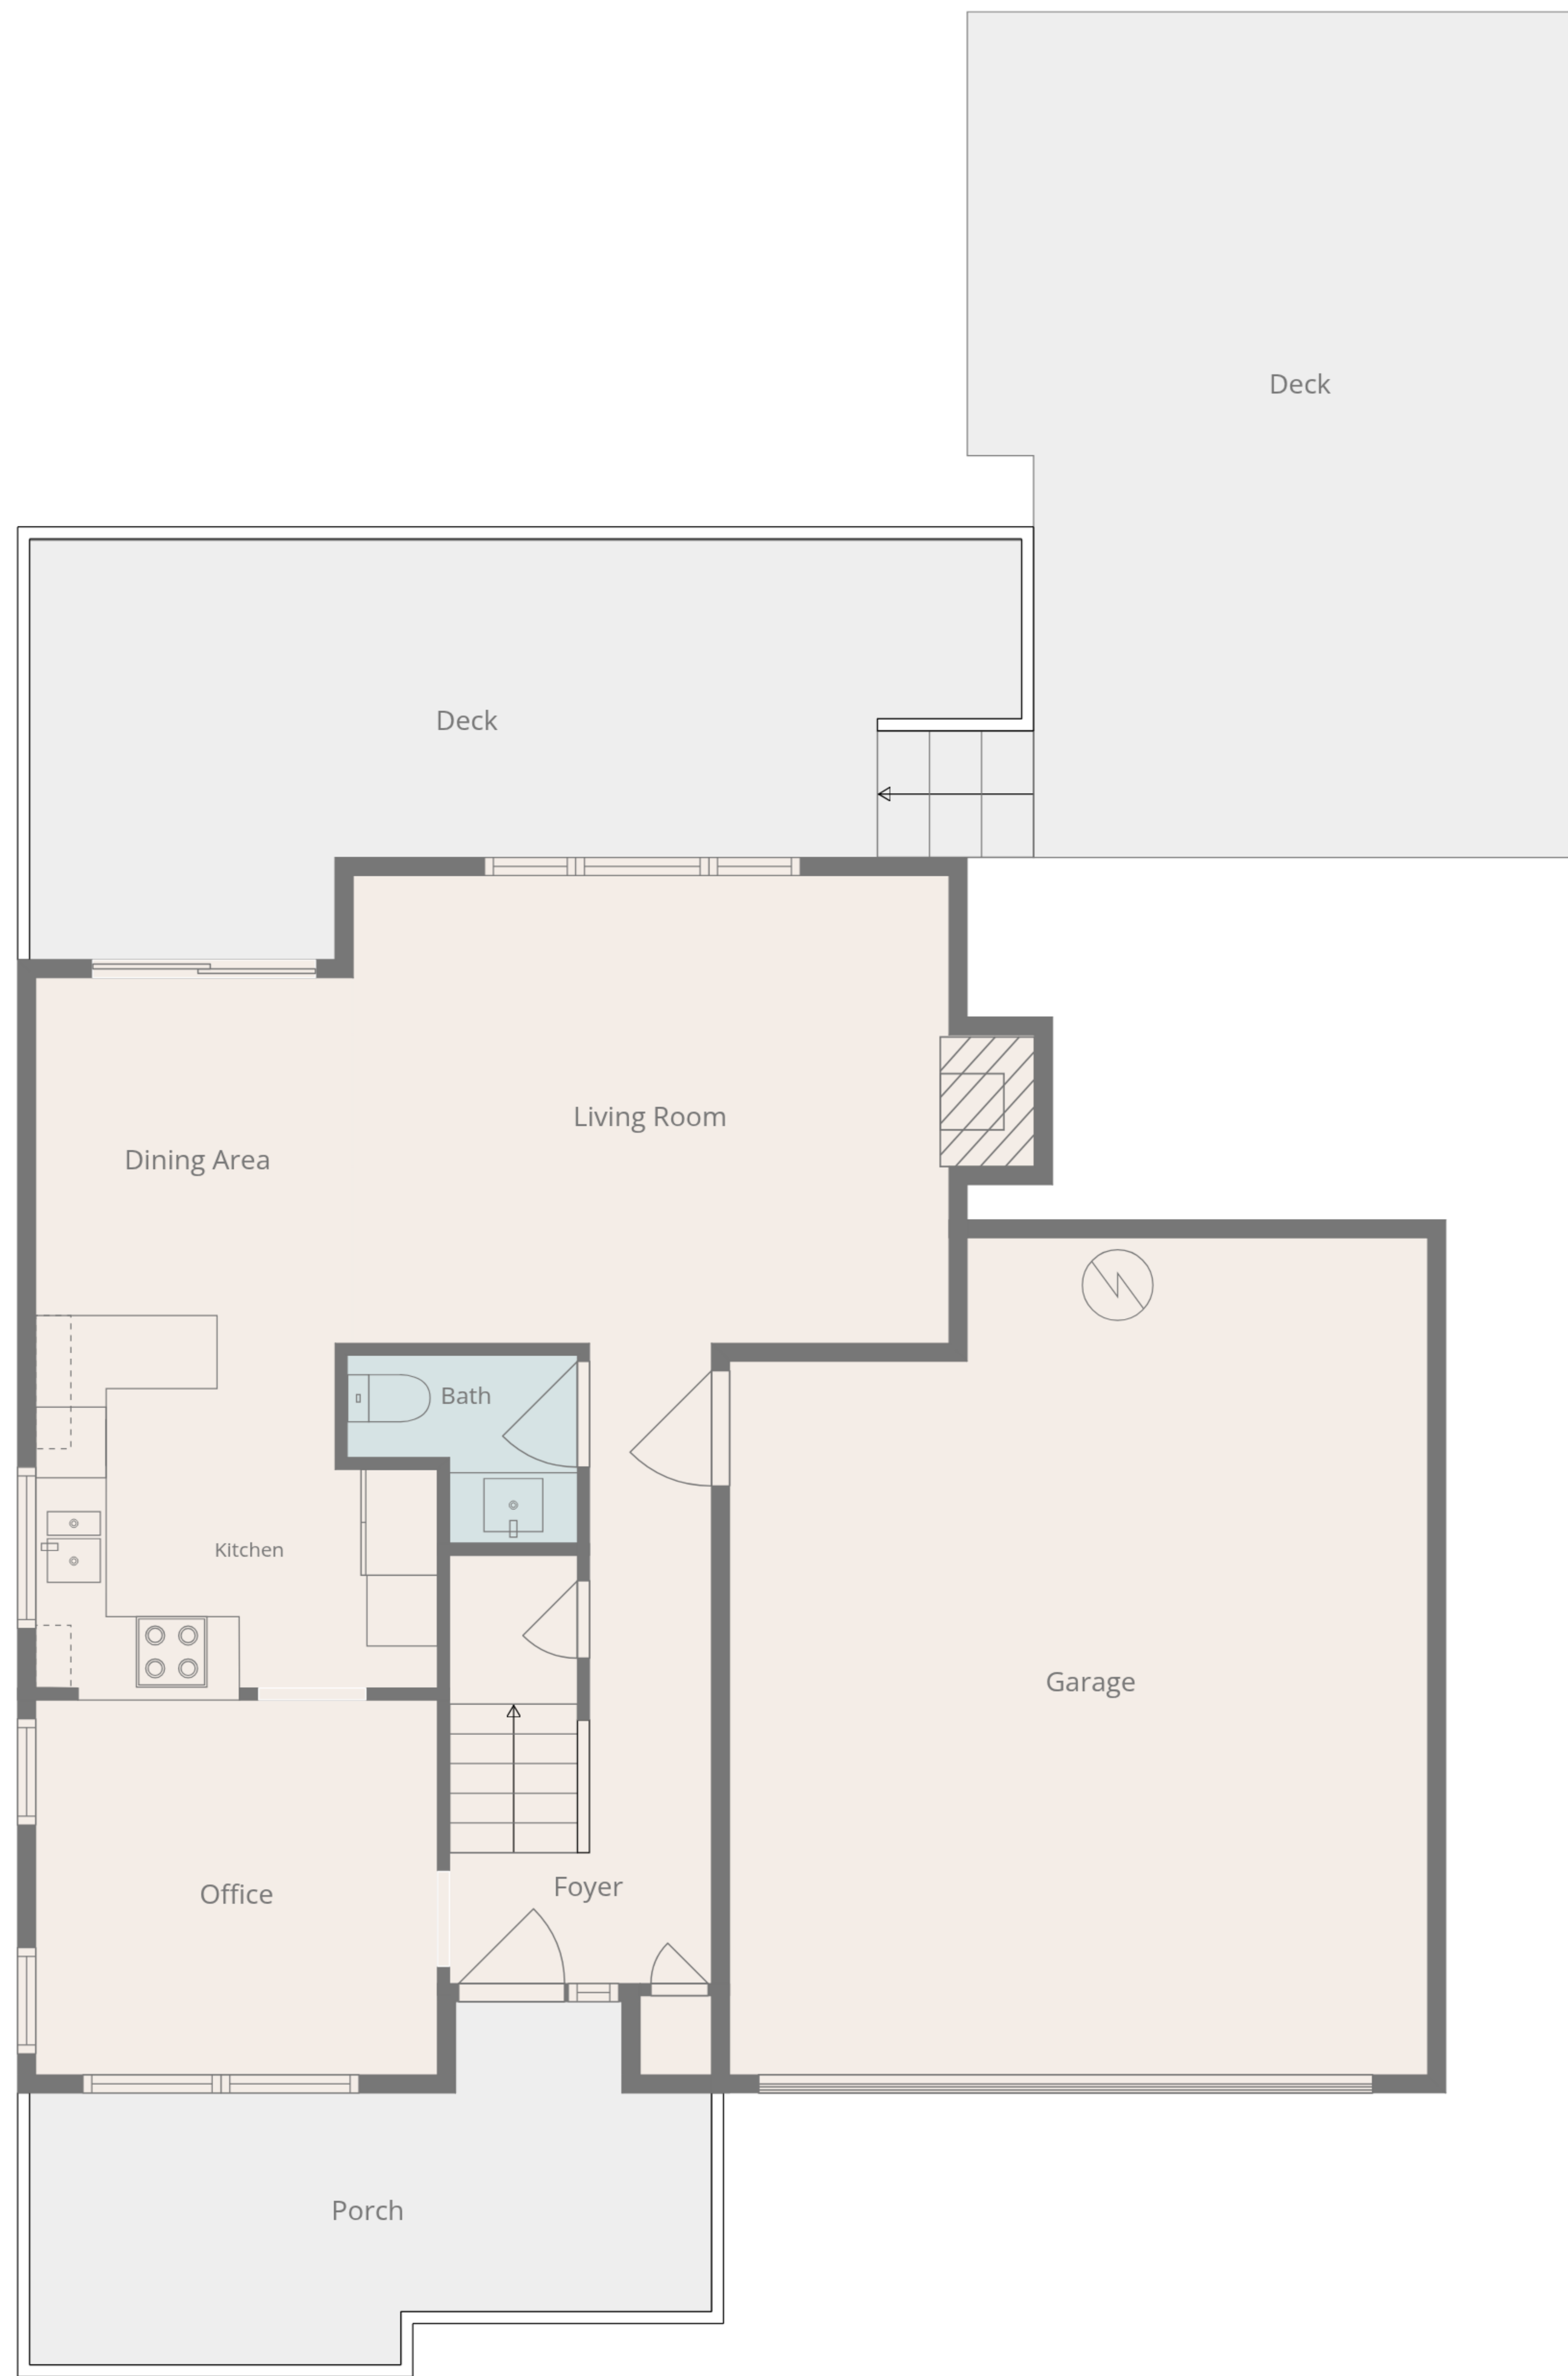 Deck
Deck
Living Room
Dining Area
Bath
Kitchen
Garage
Foyer
Office
Porch